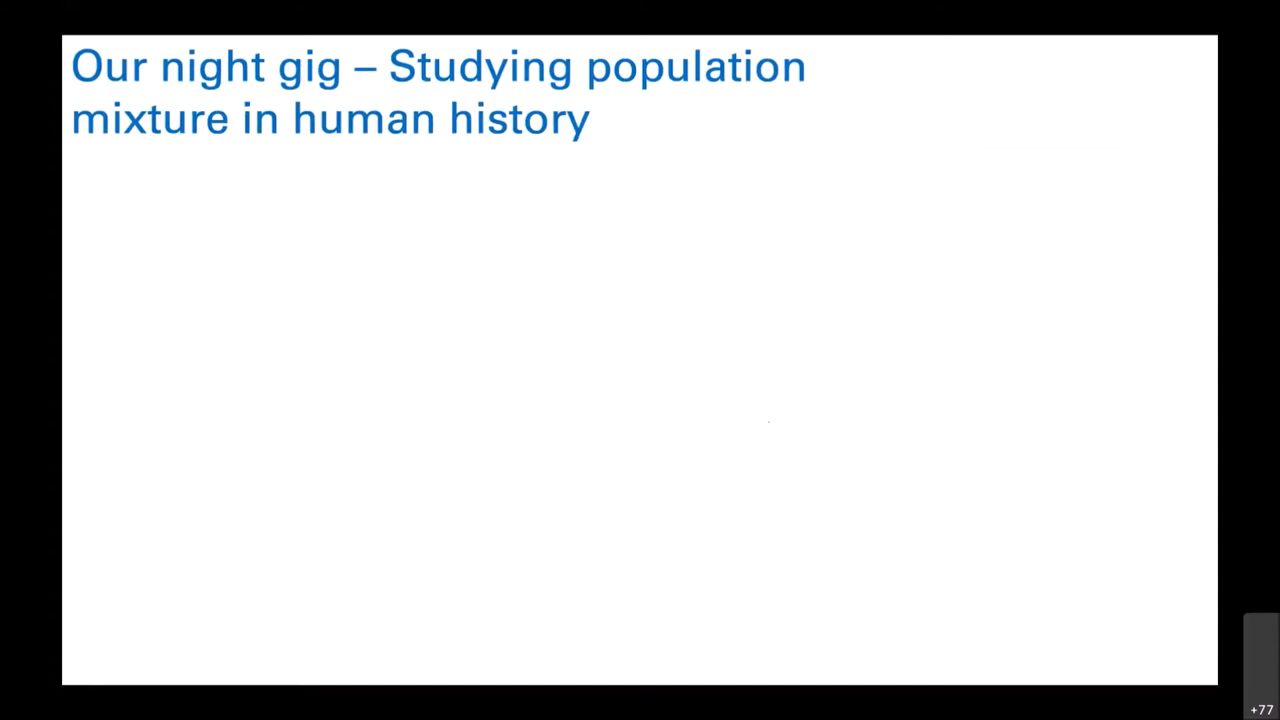 Our night gig – Studying population
mixture in human history
+77